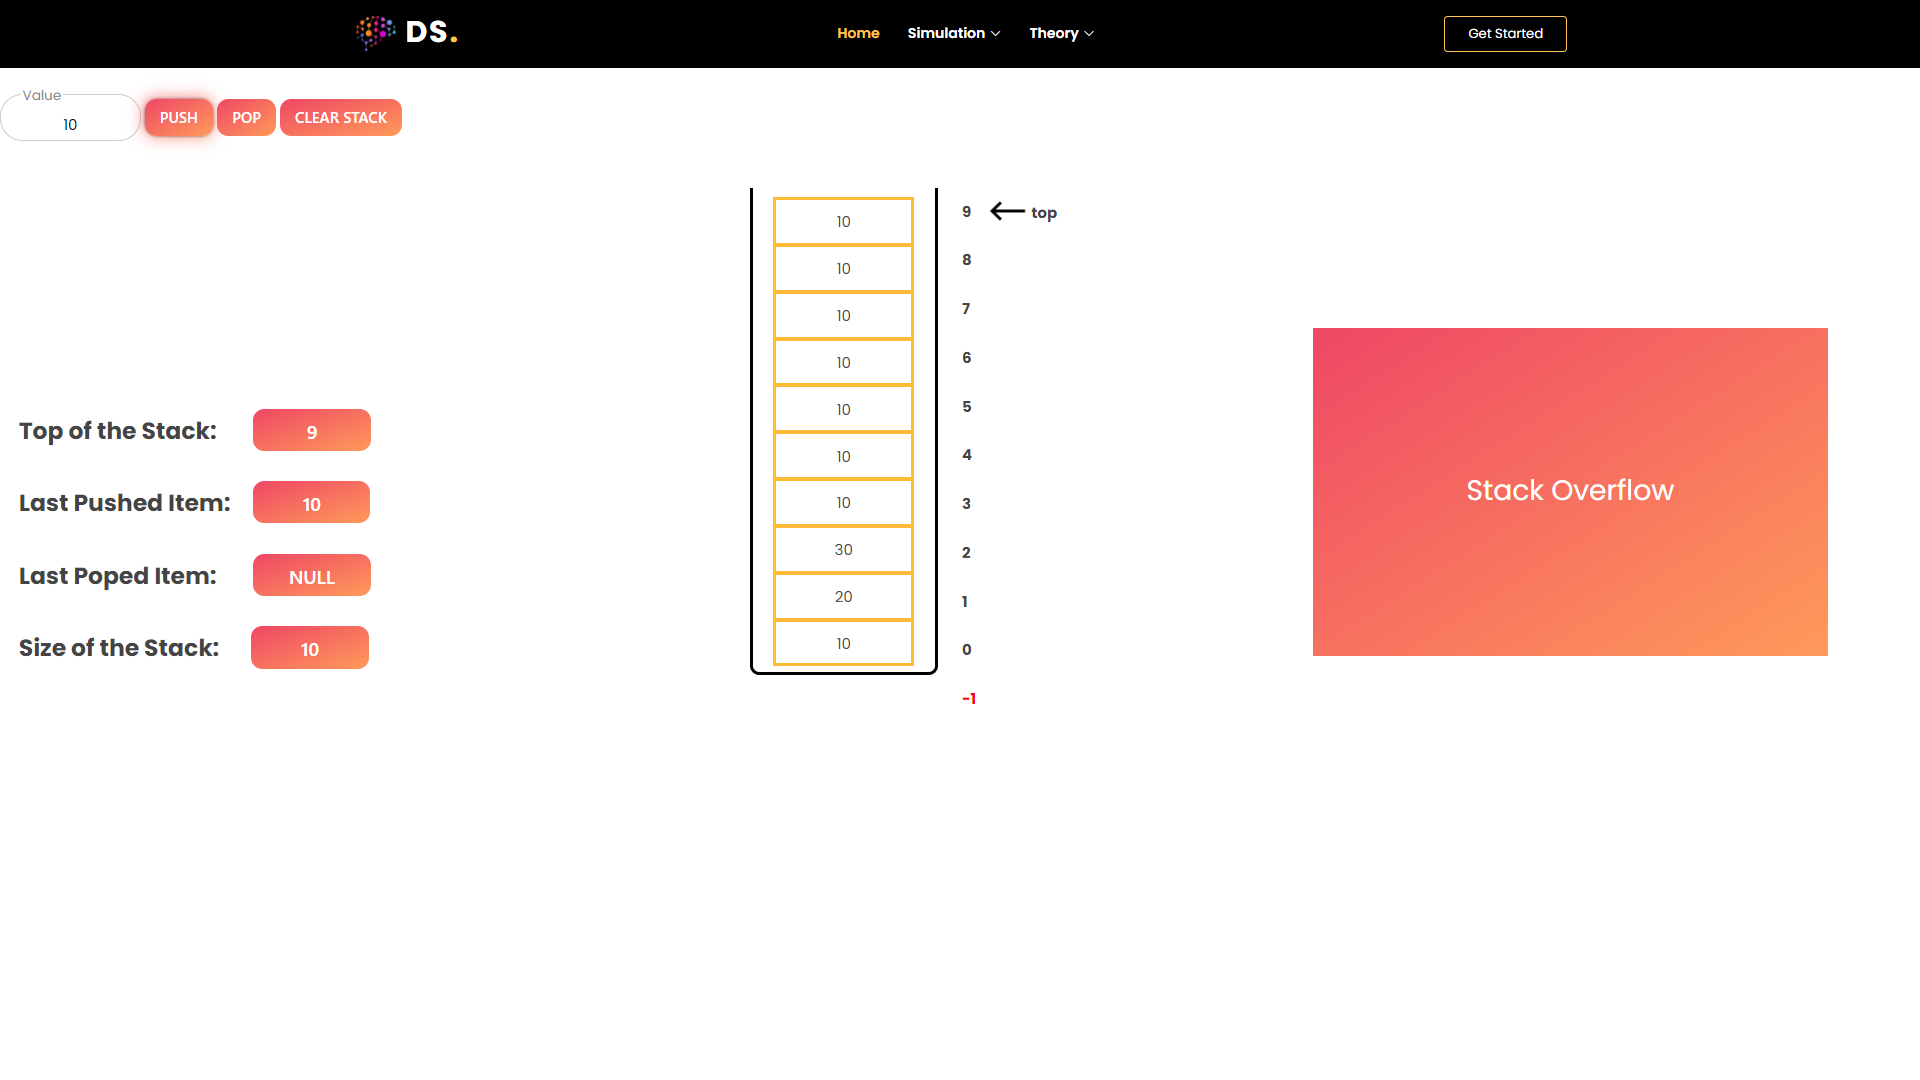 DS.
Home
Simulation
Theory
Get Started
Value
10
PUSH
POP
CLEAR STACK
10
9
top
10
8
10
7
10
6
10
5
10
4
10
3
30
2
20
1
10
0
-1
Top of the Stack: 9
Last Pushed Item: 10
Last Poped Item: NULL
Size of the Stack: 10
Stack Overflow